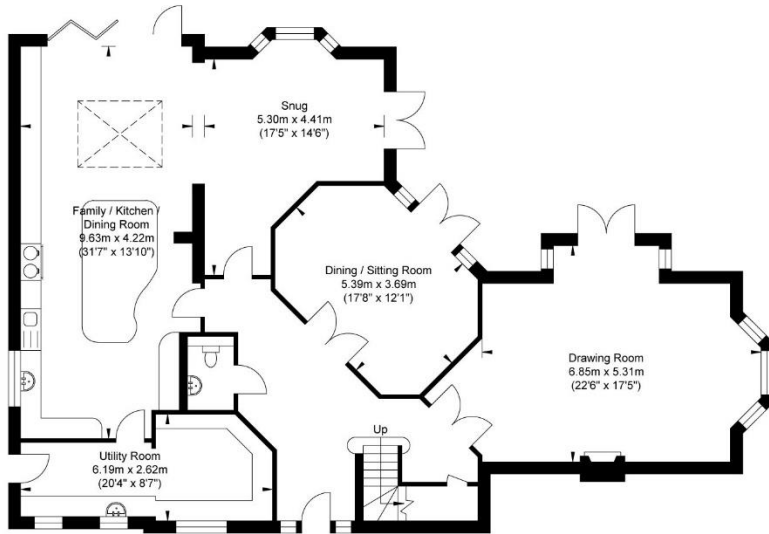 Snug
5.30m x 4.41m
(17'5" x 14'6")
Family / Kitchen /
Dining Room
9.63m x 4.22m
(31'7" x 13'10")
Dining / Sitting Room
5.39m x 3.69m
(17'8" x 12'1")
Drawing Room
6.85m x 5.31m
(22'6" x 17'5")
Up
Utility Room
6.19m x 2.62m
(20'4" x 8'7")